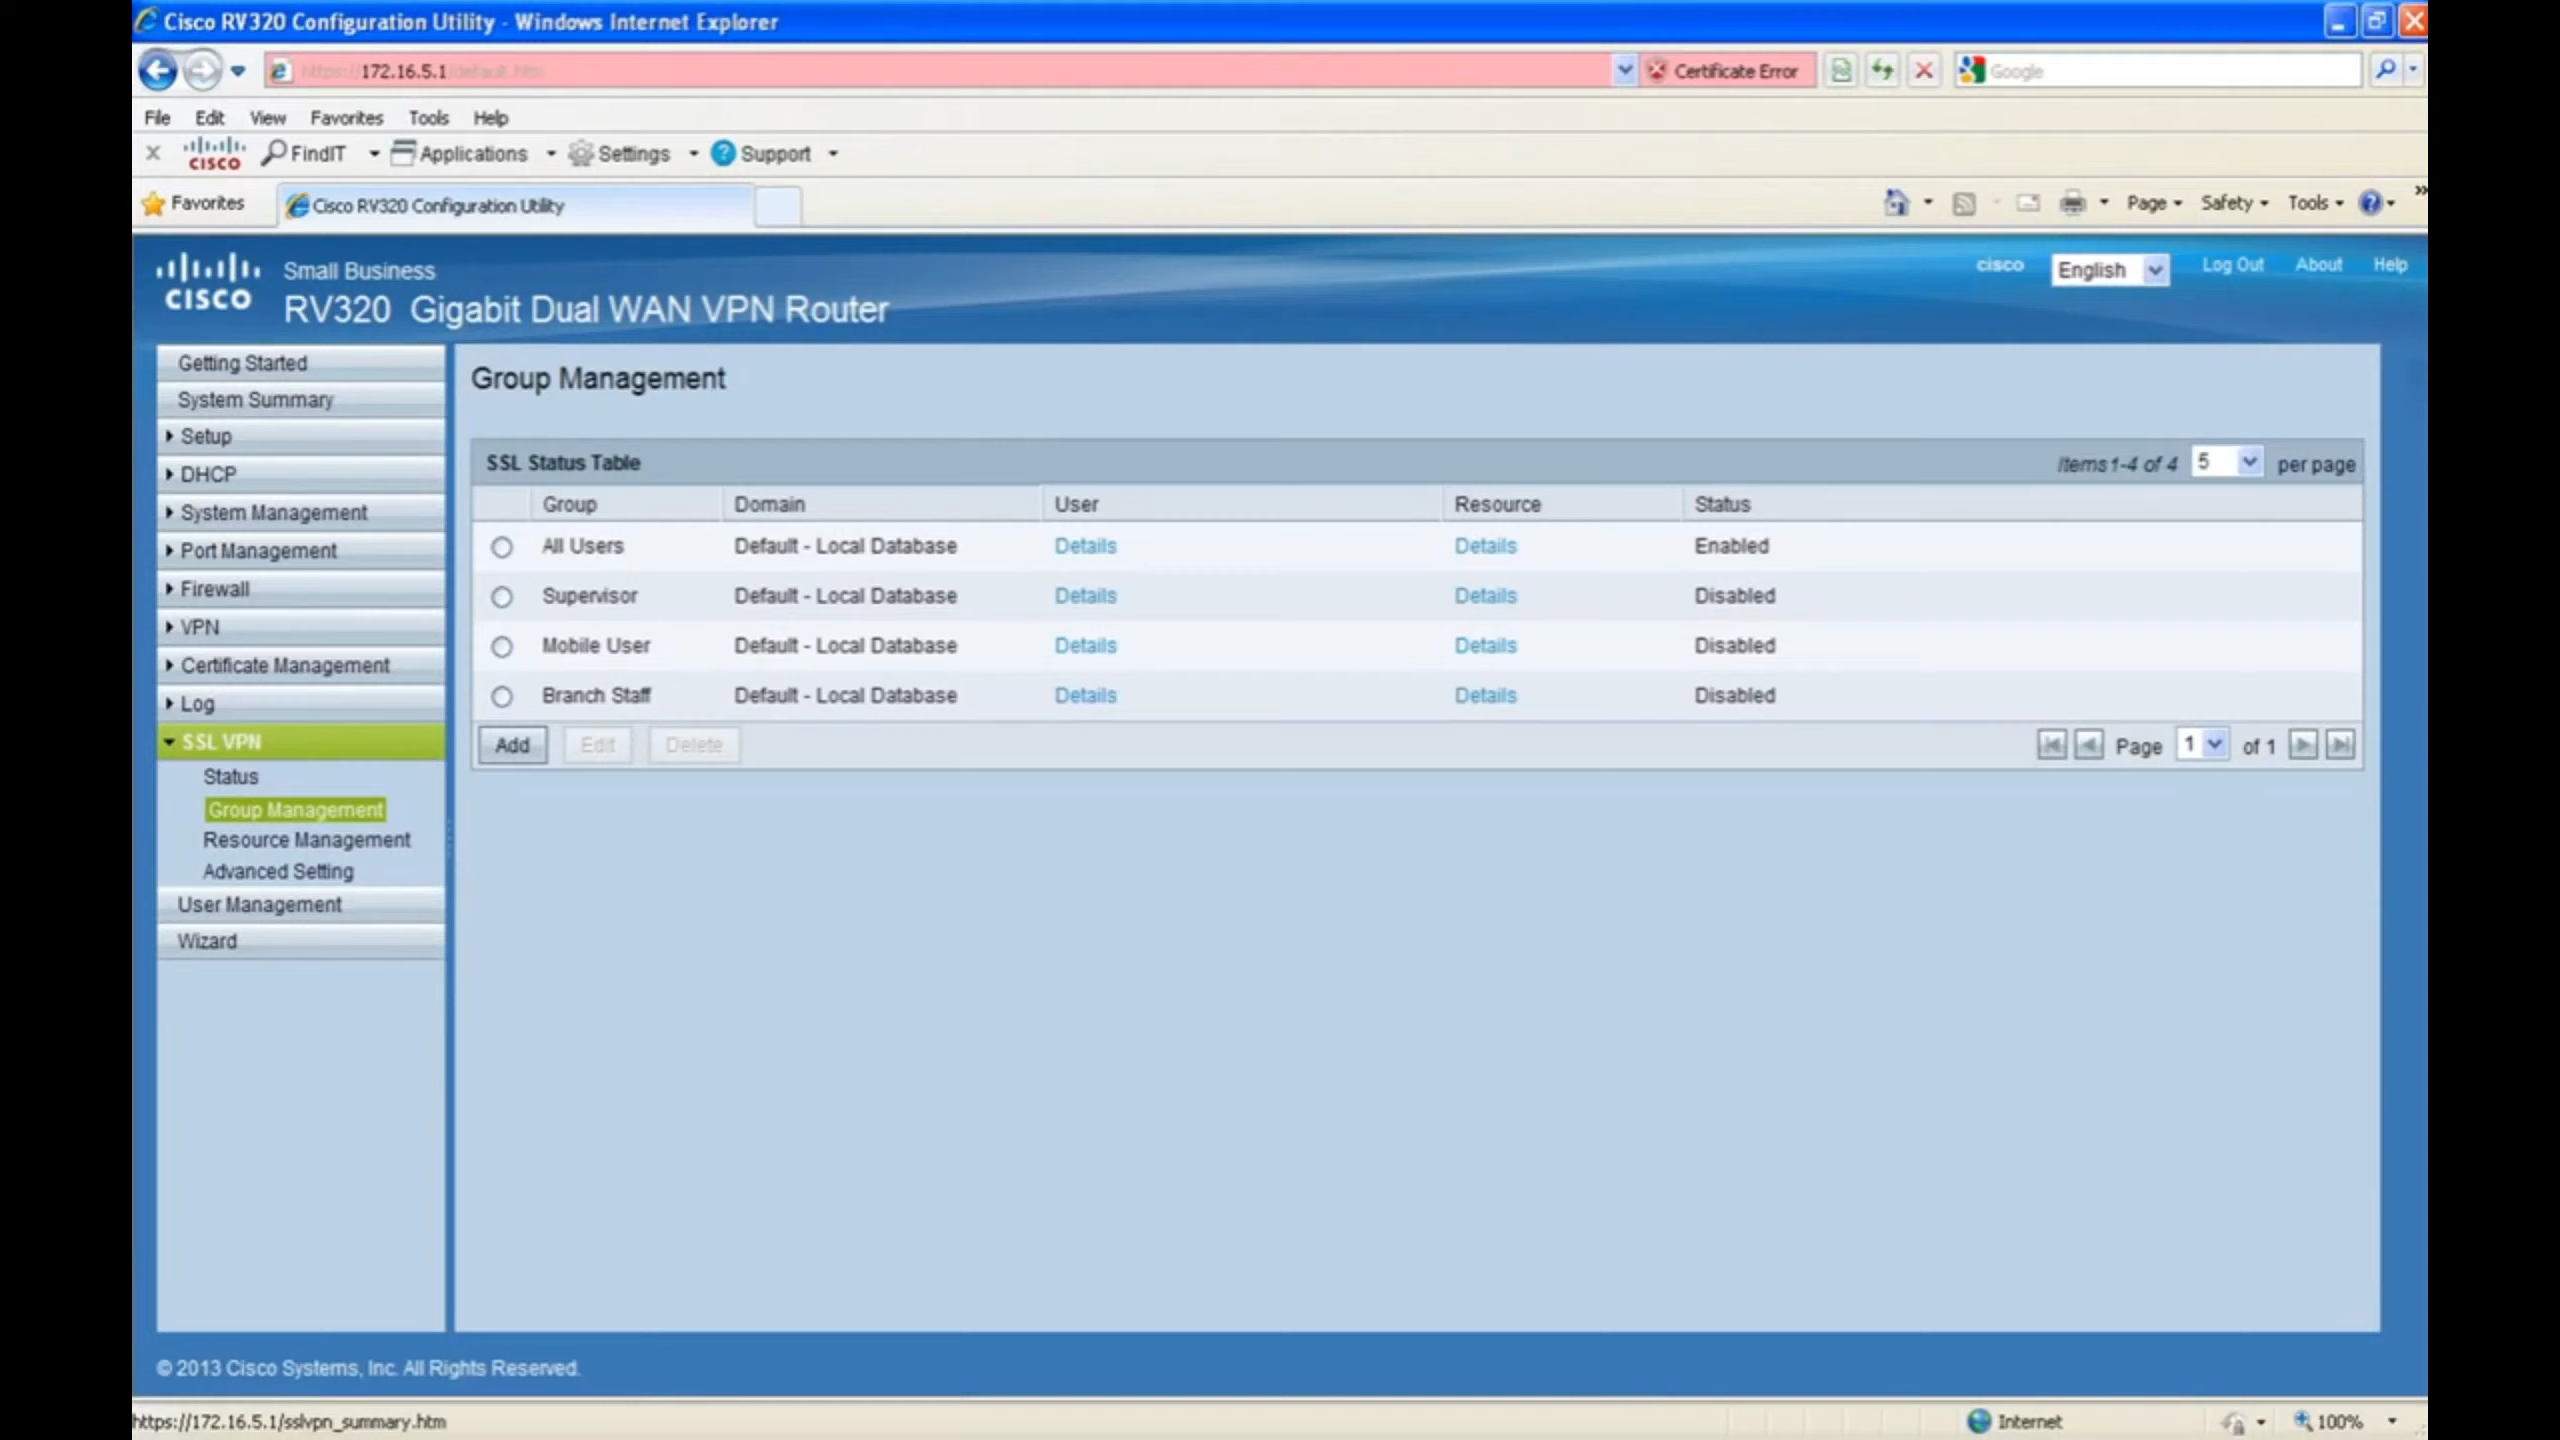 Cisco RV320 Configuration Utility - Windows Internet Explorer
https://172.16.5.1/default.htm
Certificate Error
Google
File Edit View Favorites Tools Help
CISCO FindIT Applications Settings Support
Favorites
Cisco RV320 Configuration Utility
Page Safety Tools
CISCO
Small Business
RV320 Gigabit Dual WAN VPN Router
cisco English Log Out About Help
Getting Started
System Summary
Setup
DHCP
System Management
Port Management
Firewall
VPN
Certificate Management
Log
SSL VPN
Status
Group Management
Resource Management
Advanced Setting
User Management
Wizard
Group Management
SSL Status Table Items 1-4 of 4 5 per page
Group Domain User Resource Status
All Users Default - Local Database Details Details Enabled
Supervisor Default - Local Database Details Details Disabled
Mobile User Default - Local Database Details Details Disabled
Branch Staff Default - Local Database Details Details Disabled
Add Edit Delete Page 1 of 1
© 2013 Cisco Systems, Inc. All Rights Reserved.
https://172.16.5.1/sslvpn_summary.htm Internet 100%